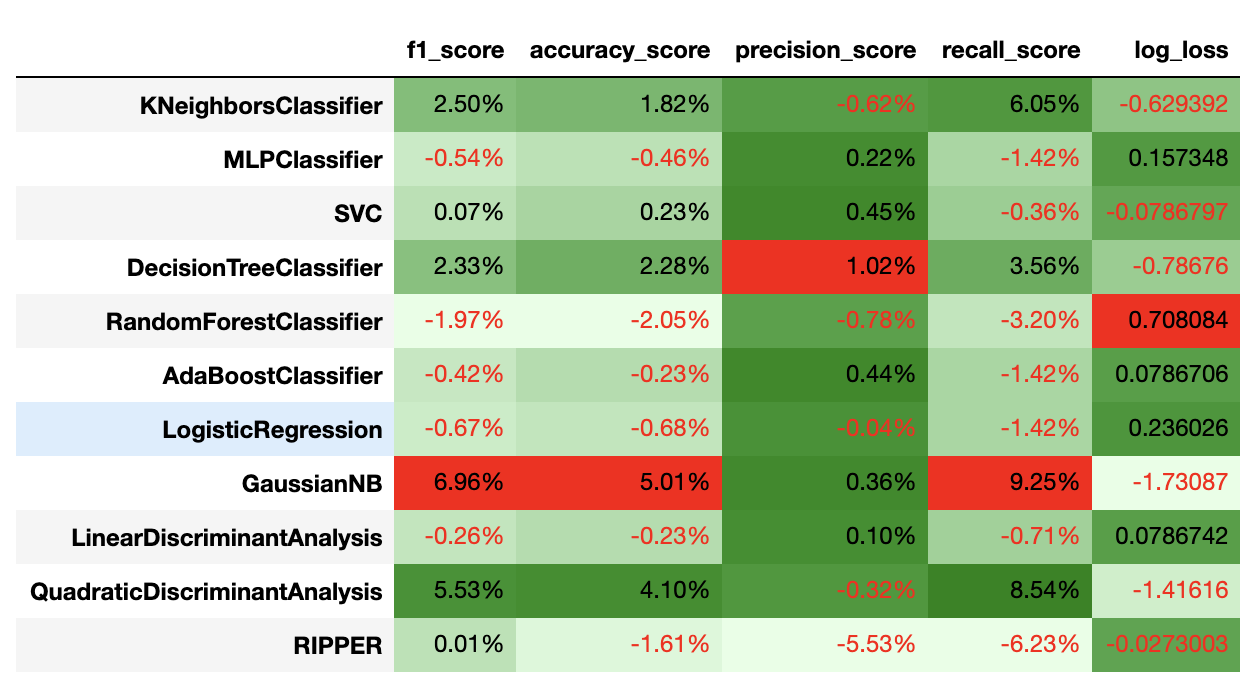 f1_score accuracy_score precision_score recall_score log_loss
KNeighborsClassifier 2.50% 1.82% -0.62% 6.05% -0.629392
MLPClassifier -0.54% -0.46% 0.22% -1.42% 0.157348
SVC 0.07% 0.23% 0.45% -0.36% -0.0786797
DecisionTreeClassifier 2.33% 2.28% 1.02% 3.56% -0.78676
RandomForestClassifier -1.97% -2.05% -0.78% -3.20% 0.708084
AdaBoostClassifier -0.42% -0.23% 0.44% -1.42% 0.0786706
LogisticRegression -0.67% -0.68% -0.04% -1.42% 0.236026
GaussianNB 6.96% 5.01% 0.36% 9.25% -1.73087
LinearDiscriminantAnalysis -0.26% -0.23% 0.10% -0.71% 0.0786742
QuadraticDiscriminantAnalysis 5.53% 4.10% -0.32% 8.54% -1.41616
RIPPER 0.01% -1.61% -5.53% -6.23% -0.0273003